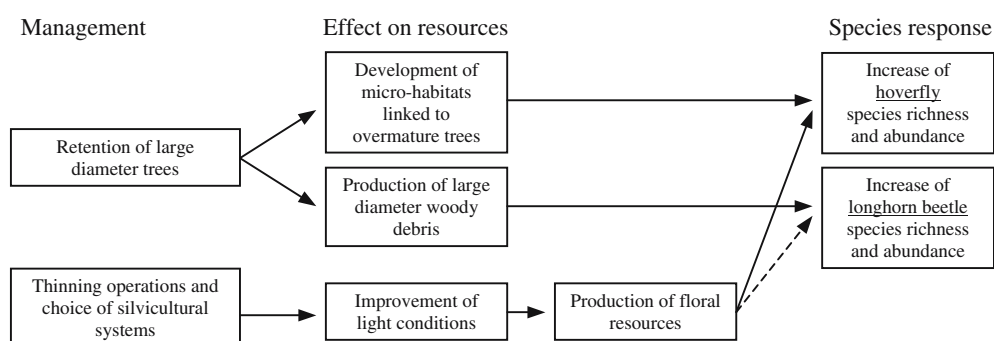 Management
Effect on resources
Species response
Development of
micro-habitats
linked to
overmature trees
Increase of
hoverfly
species richness
and abundance
Retention of large
diameter trees
Production of large
diameter woody
debris
Increase of
longhorn beetle
species richness
and abundance
Thinning operations and
choice of silvicultural
systems
Improvement of
light conditions
Production of floral
resources